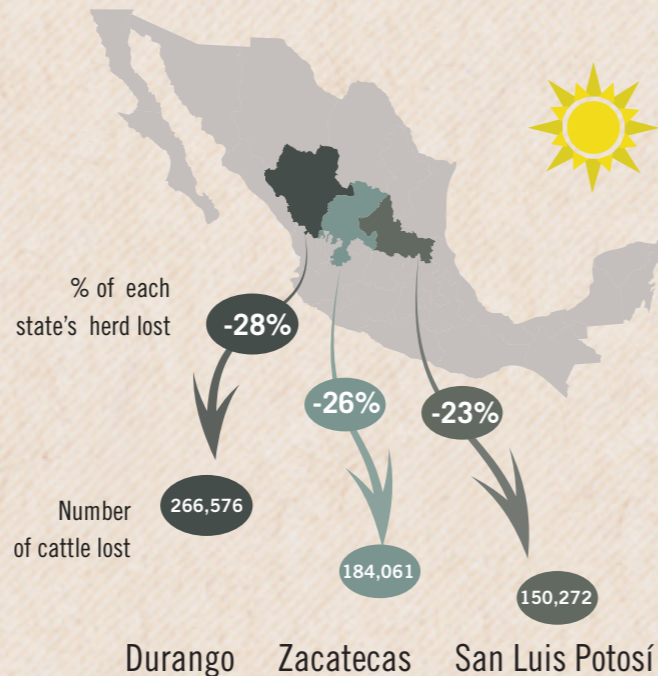 % of each
state's herd lost
-28%
-26%
-23%
Number
of cattle lost
266,576
184,061
150,272
Durango
Zacatecas
San Luis Potosí